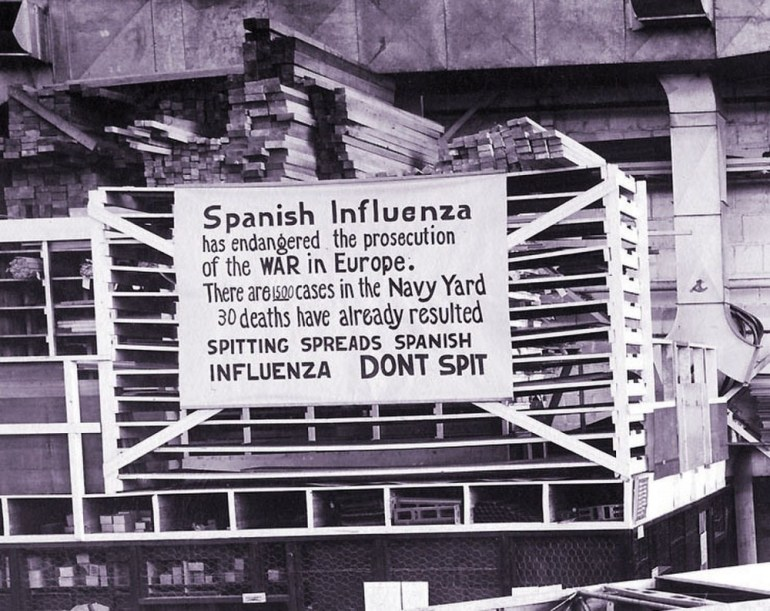 Spanish Influenza
has endangered the prosecution
of the WAR in Europe.
There are 1500 cases in the Navy Yard
30 deaths have already resulted
SPITTING SPREADS SPANISH
INFLUENZA DONT SPIT